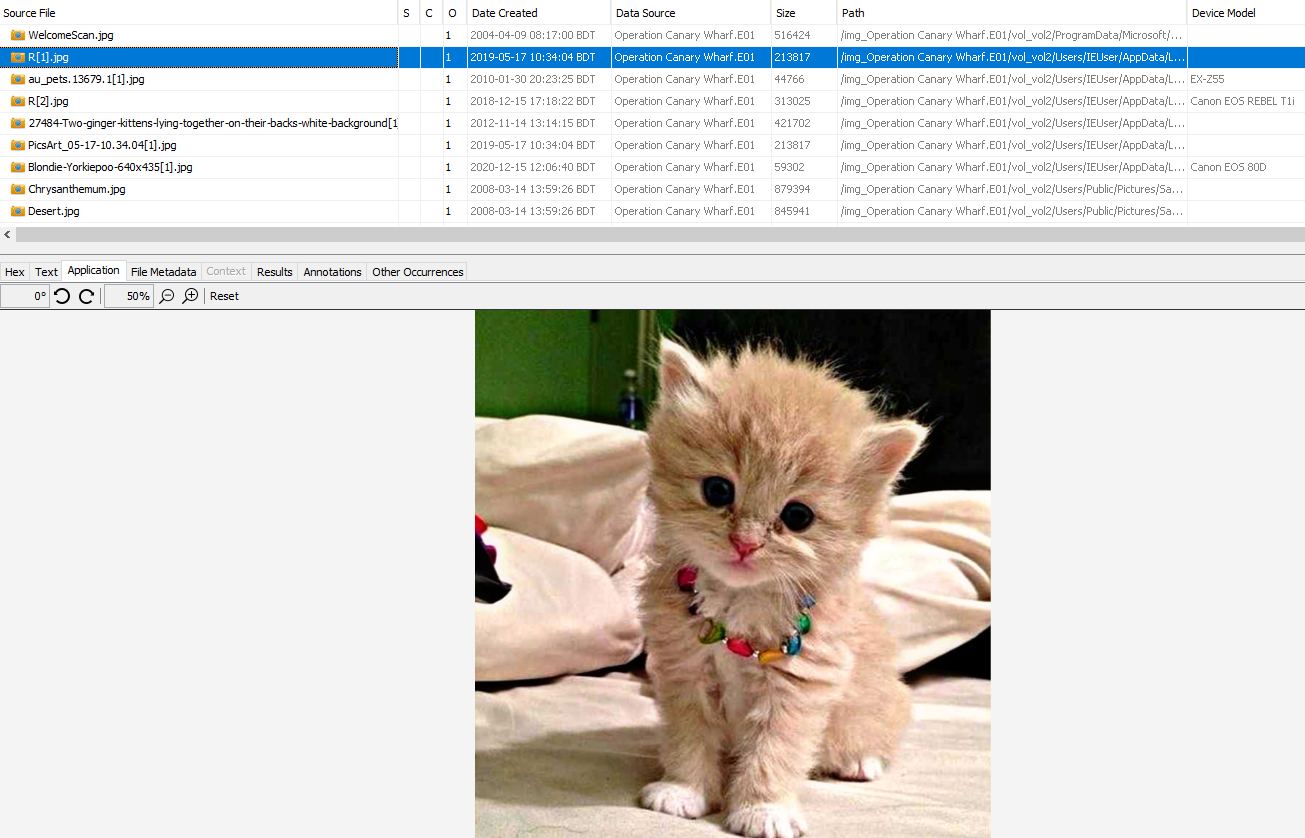 Source File S C O Date Created Data Source Size Path Device Model
WelcomeScan.jpg 1 2004-04-09 08:17:00 BDT Operation Canary Wharf.E01 516424 /img_Operation Canary Wharf.E01/vol_vol2/ProgramData/Microsoft/...
R[1].jpg 1 2019-05-17 10:34:04 BDT Operation Canary Wharf.E01 213817 /img_Operation Canary Wharf.E01/vol_vol2/Users/IEUser/AppData/L...
au_pets.13679.1[1].jpg 1 2010-01-30 20:23:25 BDT Operation Canary Wharf.E01 44766 /img_Operation Canary Wharf.E01/vol_vol2/Users/IEUser/AppData/L... EX-Z55
R[2].jpg 1 2018-12-15 17:18:22 BDT Operation Canary Wharf.E01 313025 /img_Operation Canary Wharf.E01/vol_vol2/Users/IEUser/AppData/L... Canon EOS REBEL T1i
27484-Two-ginger-kittens-lying-together-on-their-backs-white-background[1 1 2012-11-14 13:14:15 BDT Operation Canary Wharf.E01 421702 /img_Operation Canary Wharf.E01/vol_vol2/Users/IEUser/AppData/L...
PicsArt_05-17-10.34.04[1].jpg 1 2019-05-17 10:34:04 BDT Operation Canary Wharf.E01 213817 /img_Operation Canary Wharf.E01/vol_vol2/Users/IEUser/AppData/L...
Blondie-Yorkiepoo-640x435[1].jpg 1 2020-12-15 12:06:40 BDT Operation Canary Wharf.E01 59302 /img_Operation Canary Wharf.E01/vol_vol2/Users/IEUser/AppData/L... Canon EOS 80D
Chrysanthemum.jpg 1 2008-03-14 13:59:26 BDT Operation Canary Wharf.E01 879394 /img_Operation Canary Wharf.E01/vol_vol2/Users/Public/Pictures/Sa...
Desert.jpg 1 2008-03-14 13:59:26 BDT Operation Canary Wharf.E01 845941 /img_Operation Canary Wharf.E01/vol_vol2/Users/Public/Pictures/Sa...
Hex Text Application File Metadata Context Results Annotations Other Occurrences
0° 50% Reset